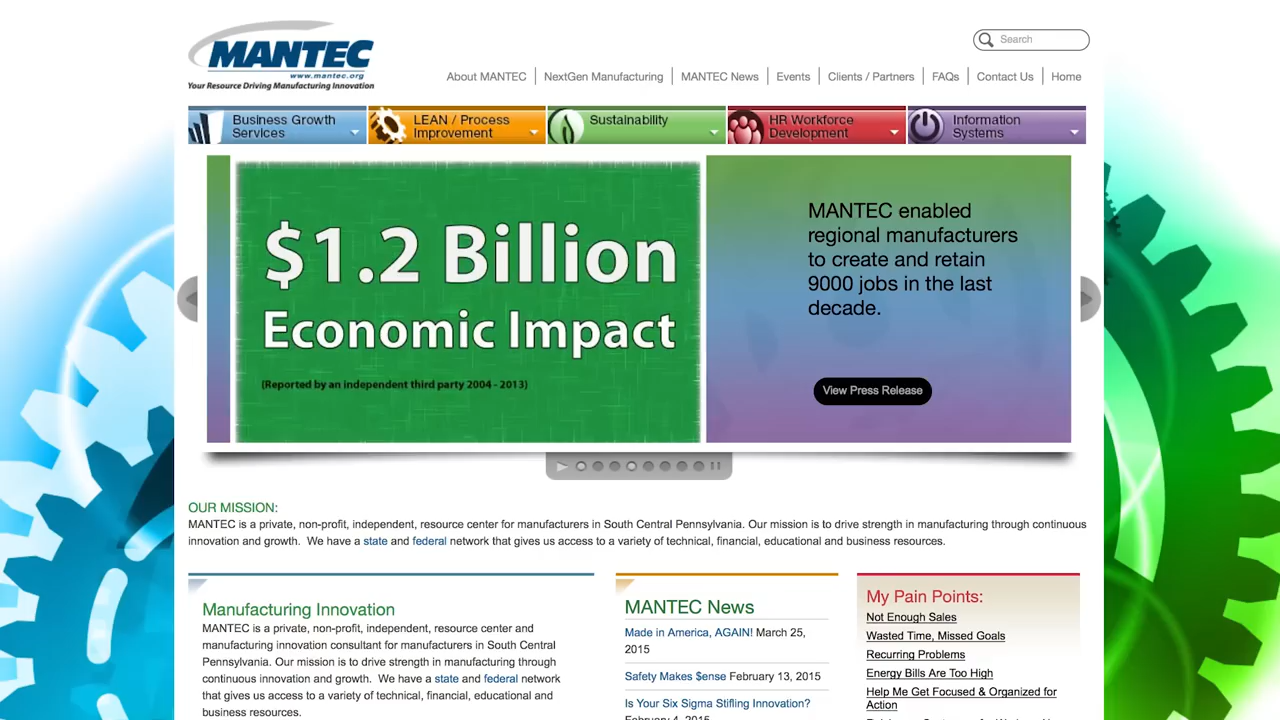 MANTEC
www.mantec.org
Your Resource Driving Manufacturing Innovation
Search
About MANTEC
NextGen Manufacturing
MANTEC News
Events
Clients / Partners
FAQs
Contact Us
Home
Business Growth
Services
LEAN / Process
Improvement
Sustainability
HR Workforce
Development
Information
Systems
$1.2 Billion
Economic Impact
(Reported by an independent third party 2004 - 2013)
MANTEC enabled
regional manufacturers
to create and retain
9000 jobs in the last
decade.
View Press Release
OUR MISSION:
MANTEC is a private, non-profit, independent, resource center for manufacturers in South Central Pennsylvania. Our mission is to drive strength in manufacturing through continuous
innovation and growth.  We have a state and federal network that gives us access to a variety of technical, financial, educational and business resources.
Manufacturing Innovation
MANTEC is a private, non-profit, independent, resource center and
manufacturing innovation consultant for manufacturers in South Central
Pennsylvania. Our mission is to drive strength in manufacturing through
continuous innovation and growth.  We have a state and federal network
that gives us access to a variety of technical, financial, educational and
business resources.
MANTEC News
Made in America, AGAIN! March 25,
2015
Safety Makes $ense February 13, 2015
Is Your Six Sigma Stifling Innovation?
February 4, 2015
My Pain Points:
Not Enough Sales
Wasted Time, Missed Goals
Recurring Problems
Energy Bills Are Too High
Help Me Get Focused & Organized for
Action